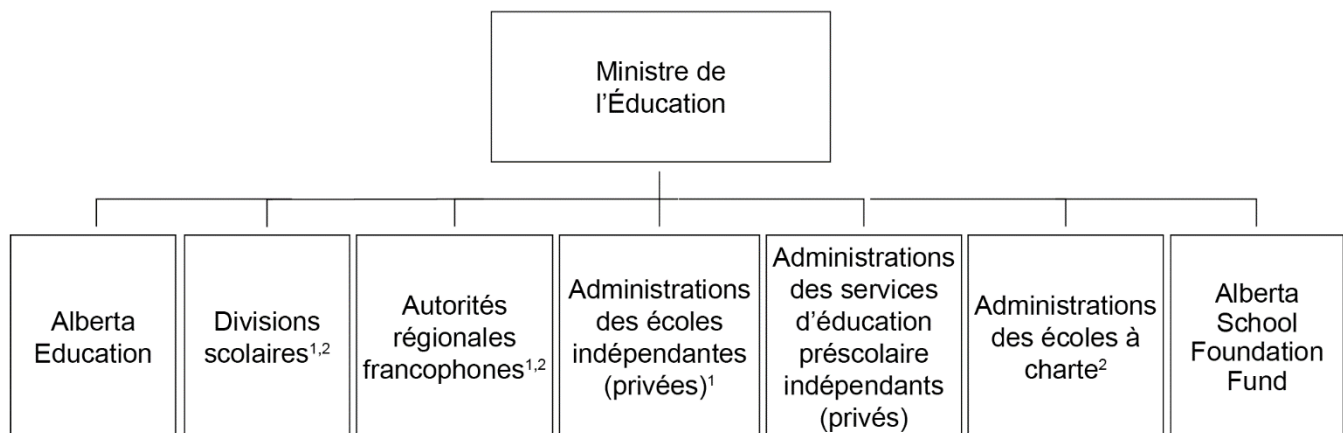 Ministre de
l’Éducation
Alberta
Education
Divisions
scolaires1,2
Autorités
régionales
francophones1,2
Administrations
des écoles
indépendantes
(privées)1
Administrations
des services
d’éducation
préscolaire
indépendants
(privés)
Administrations
des écoles à
charte2
Alberta
School
Foundation
Fund